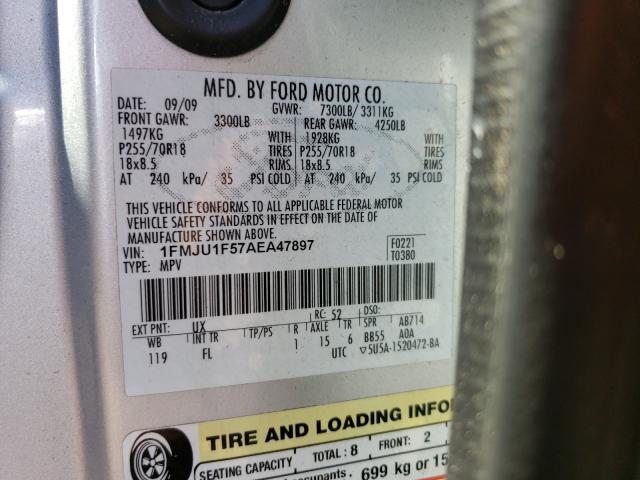 MFD. BY FORD MOTOR CO.
DATE: 09/09 GVWR: 7300LB/ 3311KG
FRONT GAWR: 3300LB REAR GAWR: 4250LB
1497KG WITH 1928KG WITH
P255/70R18 TIRES P255/70R18 TIRES
18x8.5 RIMS 18x8.5 RIMS
AT 240 kPa/ 35 PSI COLD AT 240 kPa/ 35 PSI COLD
THIS VEHICLE CONFORMS TO ALL APPLICABLE FEDERAL MOTOR
VEHICLE SAFETY STANDARDS IN EFFECT ON THE DATE OF
MANUFACTURE SHOWN ABOVE.
VIN: 1FMJU1F57AEA47897 F0221
TYPE: MPV T0380
EXT PNT: UX RC: 52 DSO:
WB INT TR TP/PS R AXLE TR SPR AB714
119 FL 1 15 6 BB55 A0A
UTC ▽5U5A-1520472-BA
TIRE AND LOADING INFO
SEATING CAPACITY TOTAL: 8 FRONT: 2
occupants 699 kg or 15